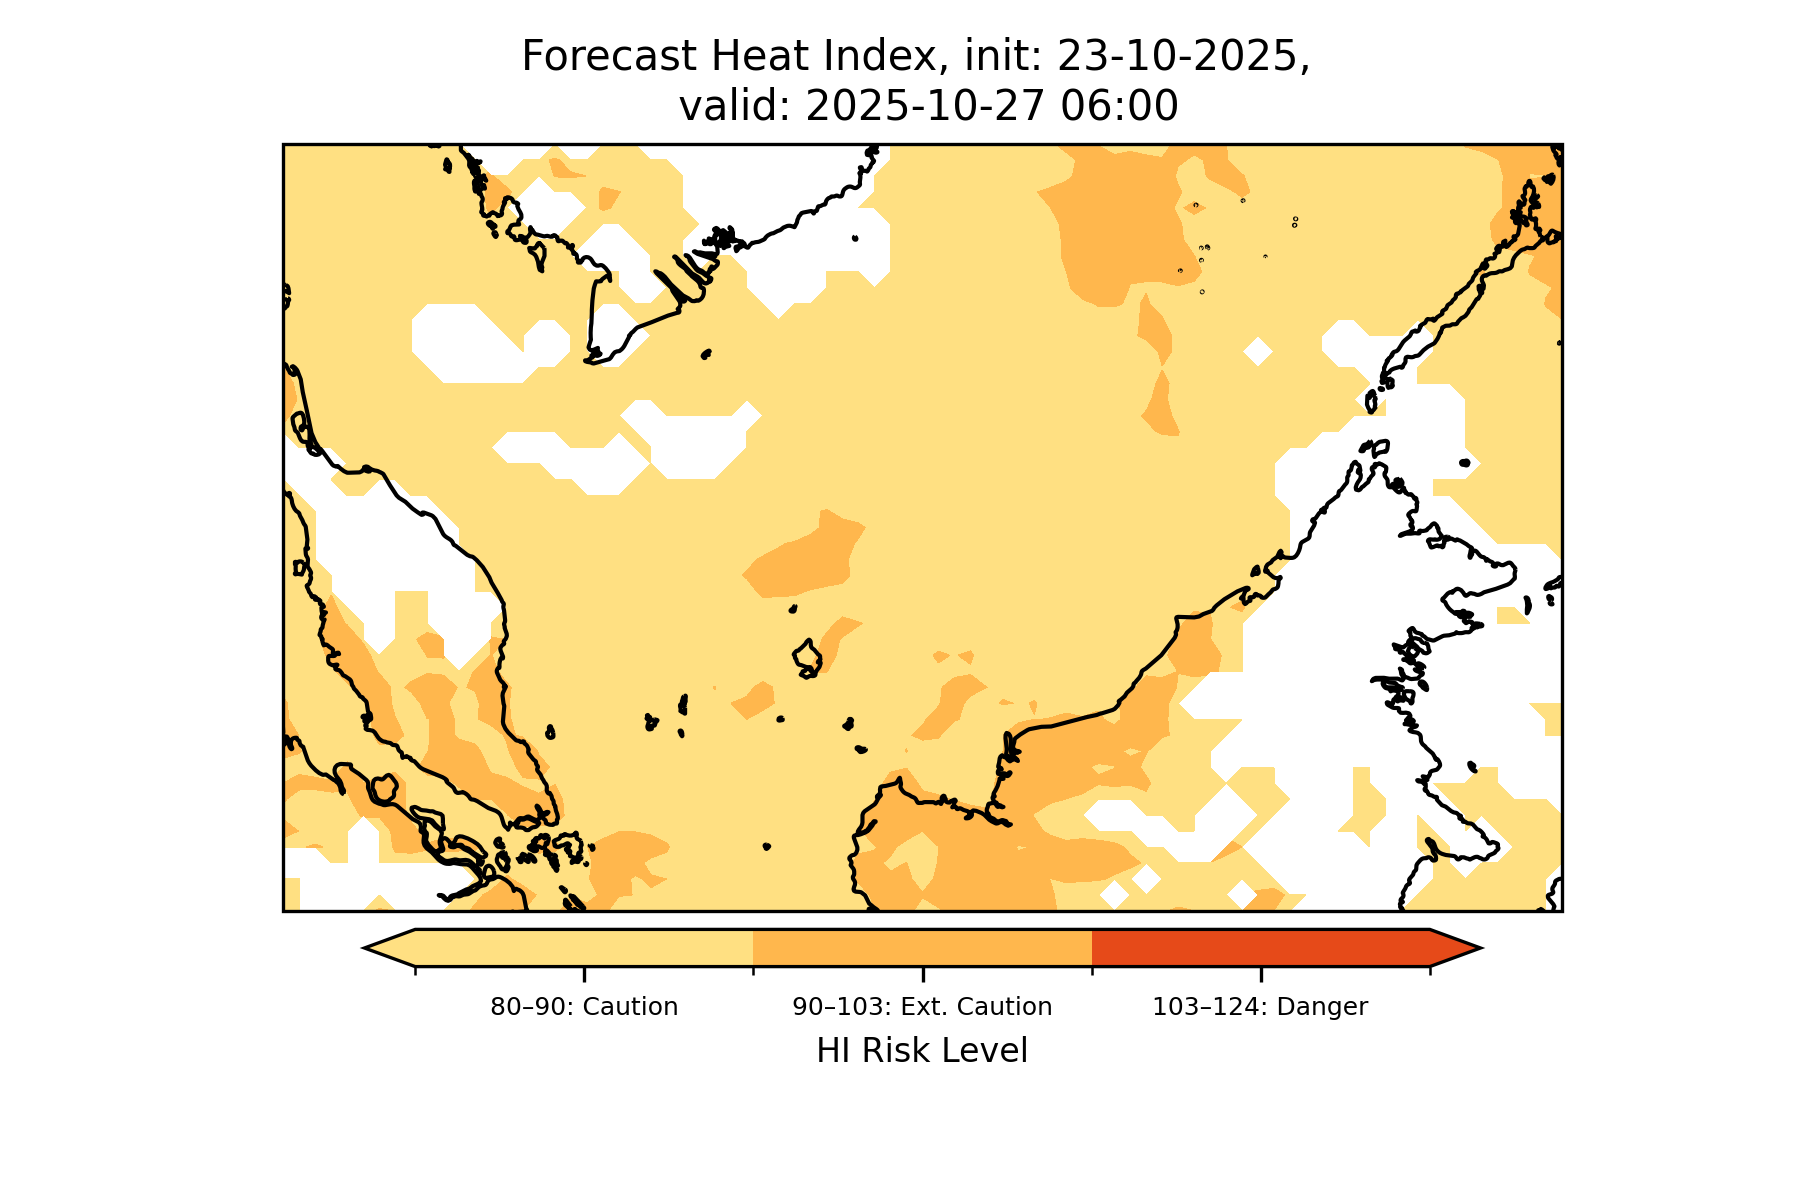 Forecast Heat Index, init: 23-10-2025,
valid: 2025-10-27 06:00
80–90: Caution
90–103: Ext. Caution
103–124: Danger
HI Risk Level